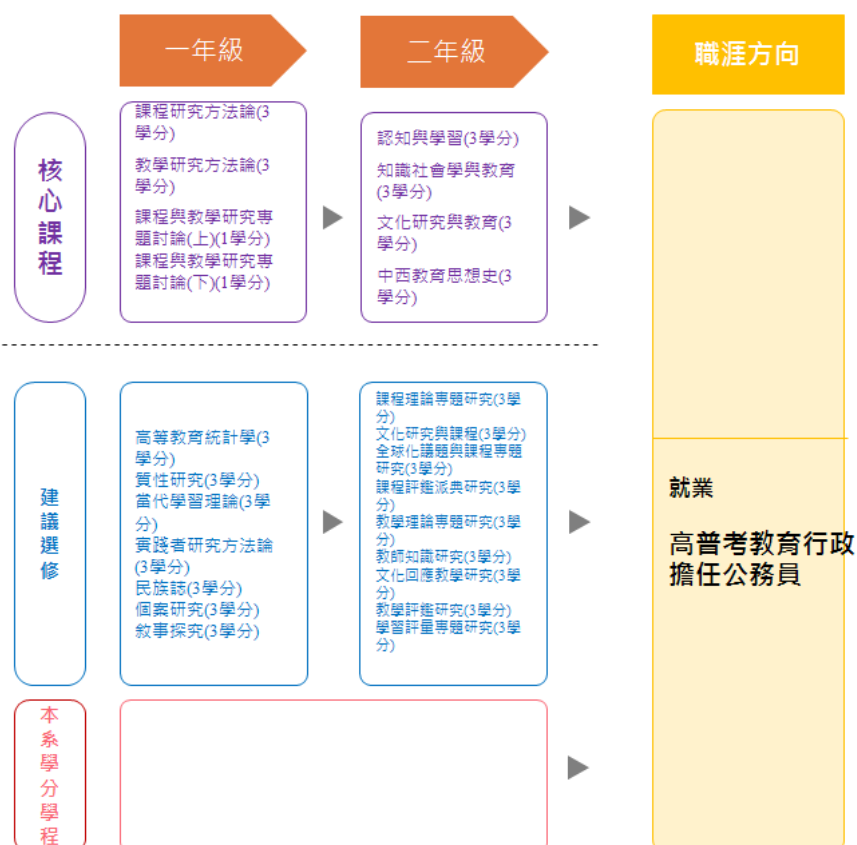 一年級
二年級
職涯方向
核心課程
課程研究方法論(3
學分)
教學研究方法論(3
學分)
課程與教學研究專
題討論(上)(1學分)
課程與教學研究專
題討論(下)(1學分)
認知與學習(3學分)
知識社會學與教育
(3學分)
文化研究與教育(3
學分)
中西教育思想史(3
學分)
建議選修
高等教育統計學(3
學分)
質性研究(3學分)
當代學習理論(3學
分)
實踐者研究方法論
(3學分)
民族誌(3學分)
個案研究(3學分)
敘事探究(3學分)
課程理論專題研究(3學
分)
文化研究與課程(3學分)
全球化議題與課程專題
研究(3學分)
課程評鑑派典研究(3學
分)
教學理論專題研究(3學
分)
教師知識研究(3學分)
文化回應教學研究(3學
分)
教學評鑑研究(3學分)
學習評量專題研究(3學
分)
就業
高普考教育行政
擔任公務員
本系學分學程